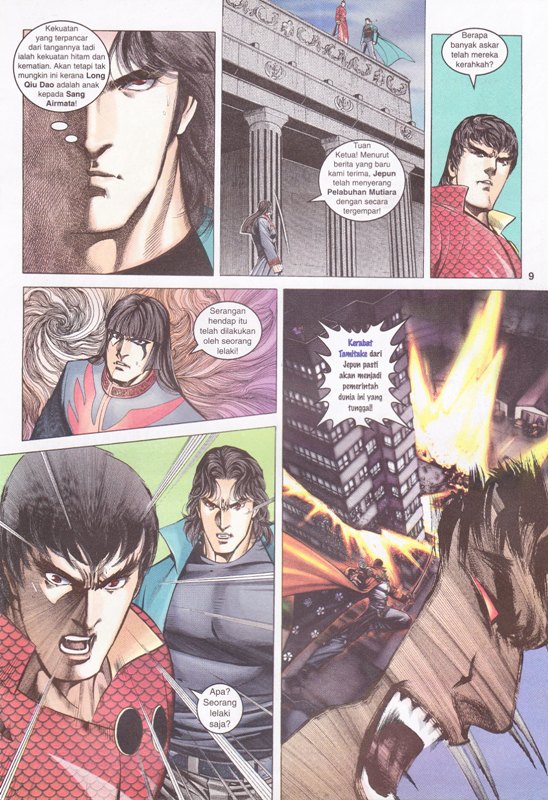 Kekuatan
yang terpancar
dari tangannya tadi
ialah kekuatan hitam dan
kematian. Akan tetapi tak
mungkin ini kerana Long
Qiu Dao adalah anak
kepada Sang
Airmata!
Tuan
Ketua! Menurut
berita yang baru
kami terima, Jepun
telah menyerang
Pelabuhan Mutiara
dengan secara
tergempar!
Berapa
banyak askar
telah mereka
kerahkah?
9
Serangan
hendap itu
telah dilakukan
oleh seorang
lelaki!
Kerabat
Tamitake dari
Jepun pasti
akan menjadi
pemerintah
dunia ini yang
tunggal!
Apa?
Seorang
lelaki
saja?